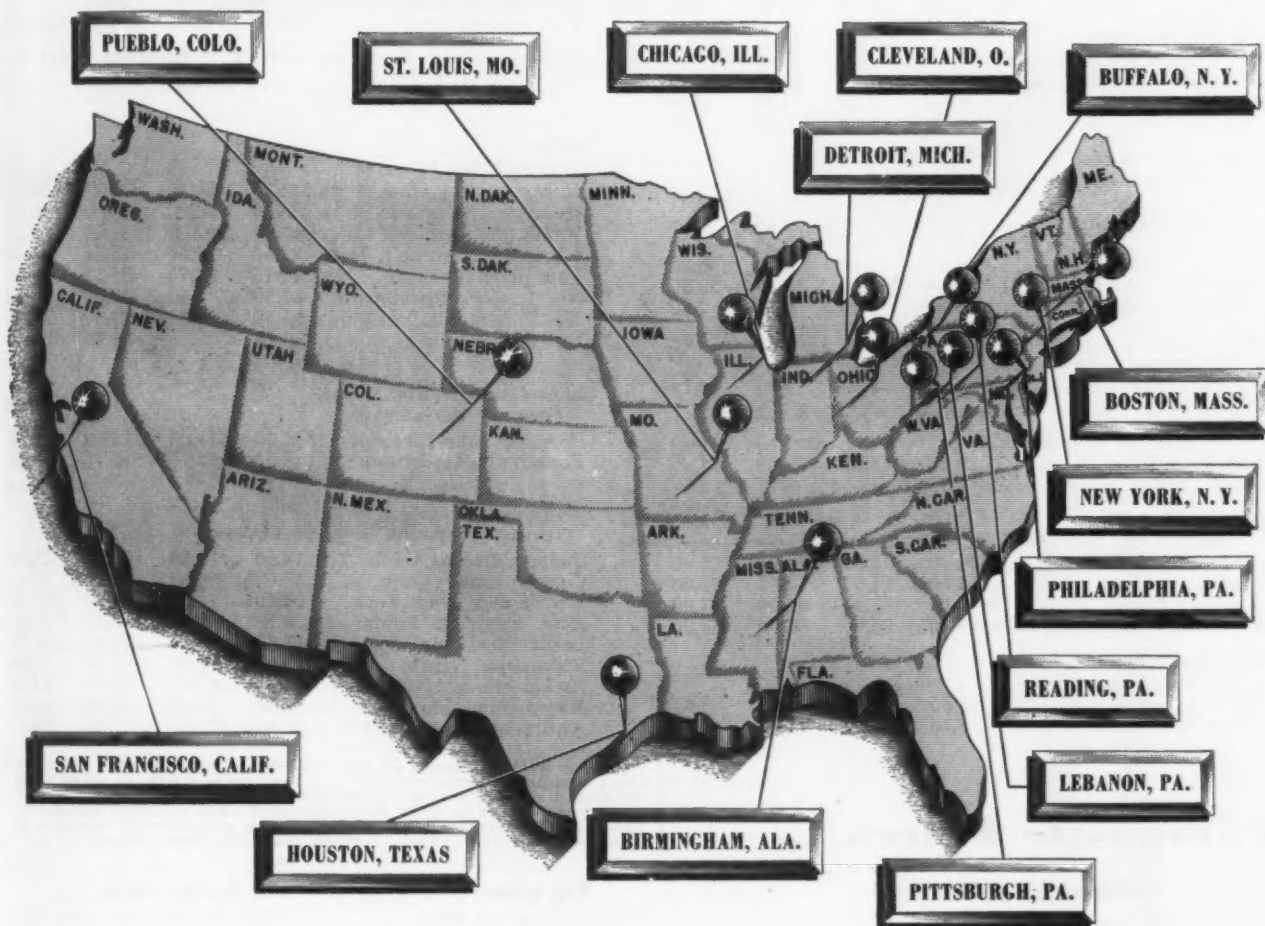 PUEBLO, COLO.
ST. LOUIS, MO.
CHICAGO, ILL.
CLEVELAND, O.
BUFFALO, N. Y.
DETROIT, MICH.
WASH.
MONT.
IDA.
OREG.
N.DAK.
MINN.
S.DAK.
WIS.
MICH.
N.Y.
VT.
N.H.
ME.
MASS.
CONN.
CALIF.
NEV.
WYO.
UTAH
COL.
NEBR.
IOWA
ILL.
IND.
OHIO
PA.
W.VA.
VA.
KAN.
MO.
KEN.
ARIZ.
N.MEX.
OKLA.
TEX.
ARK.
TENN.
N.CAR.
S.CAR.
MISS.
ALA.
GA.
LA.
FLA.
BOSTON, MASS.
NEW YORK, N. Y.
PHILADELPHIA, PA.
READING, PA.
LEBANON, PA.
PITTSBURGH, PA.
BIRMINGHAM, ALA.
HOUSTON, TEXAS
SAN FRANCISCO, CALIF.